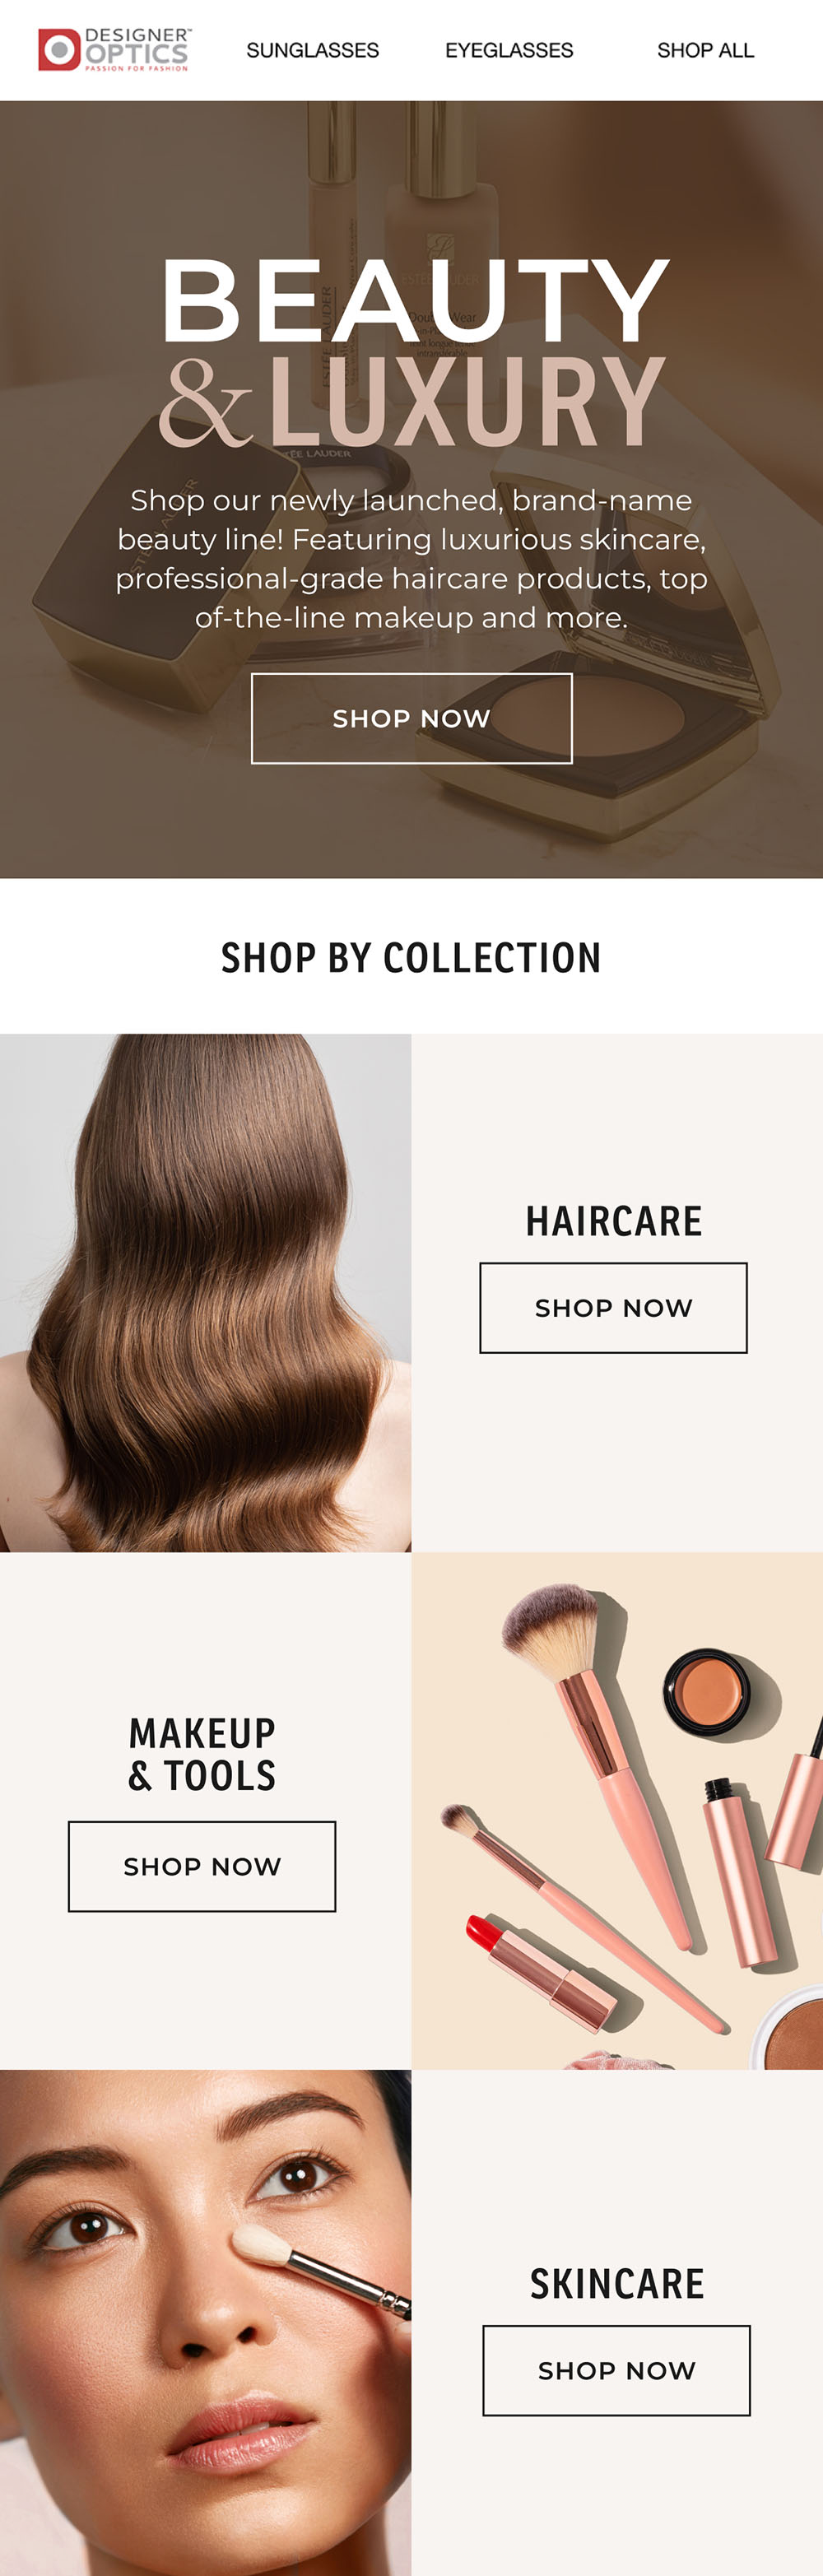 DESIGNER™
OPTICS
PASSION FOR FASHION
SUNGLASSES
EYEGLASSES
SHOP ALL
BEAUTY
& LUXURY
ESTĒE LAUDER
Shop our newly launched, brand-name
beauty line! Featuring luxurious skincare,
professional-grade haircare products, top
of-the-line makeup and more.
SHOP NOW
SHOP BY COLLECTION
HAIRCARE
SHOP NOW
MAKEUP
& TOOLS
SHOP NOW
SKINCARE
SHOP NOW